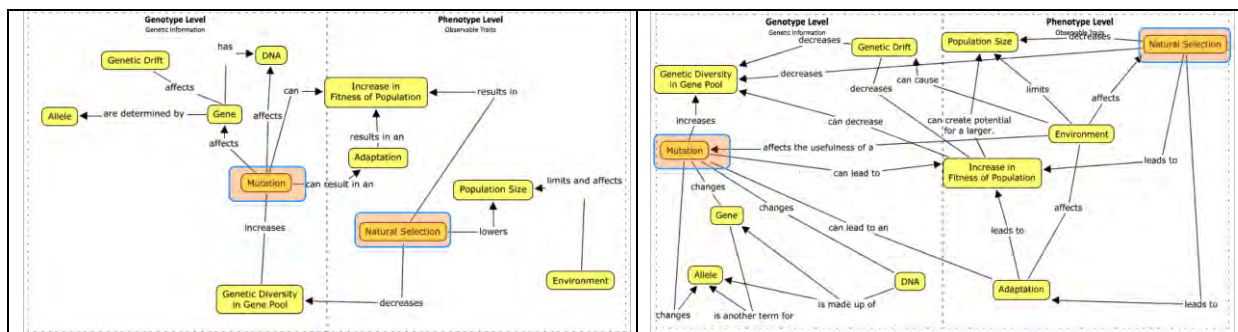 Genotype Level
Genetic Information
Phenotype Level
Observable Traits
has
DNA
Genetic Drift
affects
can
Increase in
Fitness of Population
results in
Allele
are determined by
Gene
affects
affects
results in an
Adaptation
Mutation
can result in an
limits and affects
Population Size
increases
Natural Selection
lowers
Environment
Genetic Diversity
in Gene Pool
decreases
Genotype Level
Genetic Information
Phenotype Level
Observable Traits
decreases
Genetic Drift
Population Size
decreases
Natural Selection
Genetic Diversity
in Gene Pool
decreases
can cause
decreases
limits
affects
increases
can decrease
can create potential
for a larger.
Environment
Mutation
affects the usefulness of a
can lead to
Increase in
Fitness of Population
leads to
changes
changes
Gene
affects
can lead to an
leads to
Allele
DNA
Adaptation
changes
is made up of
is another term for
leads to